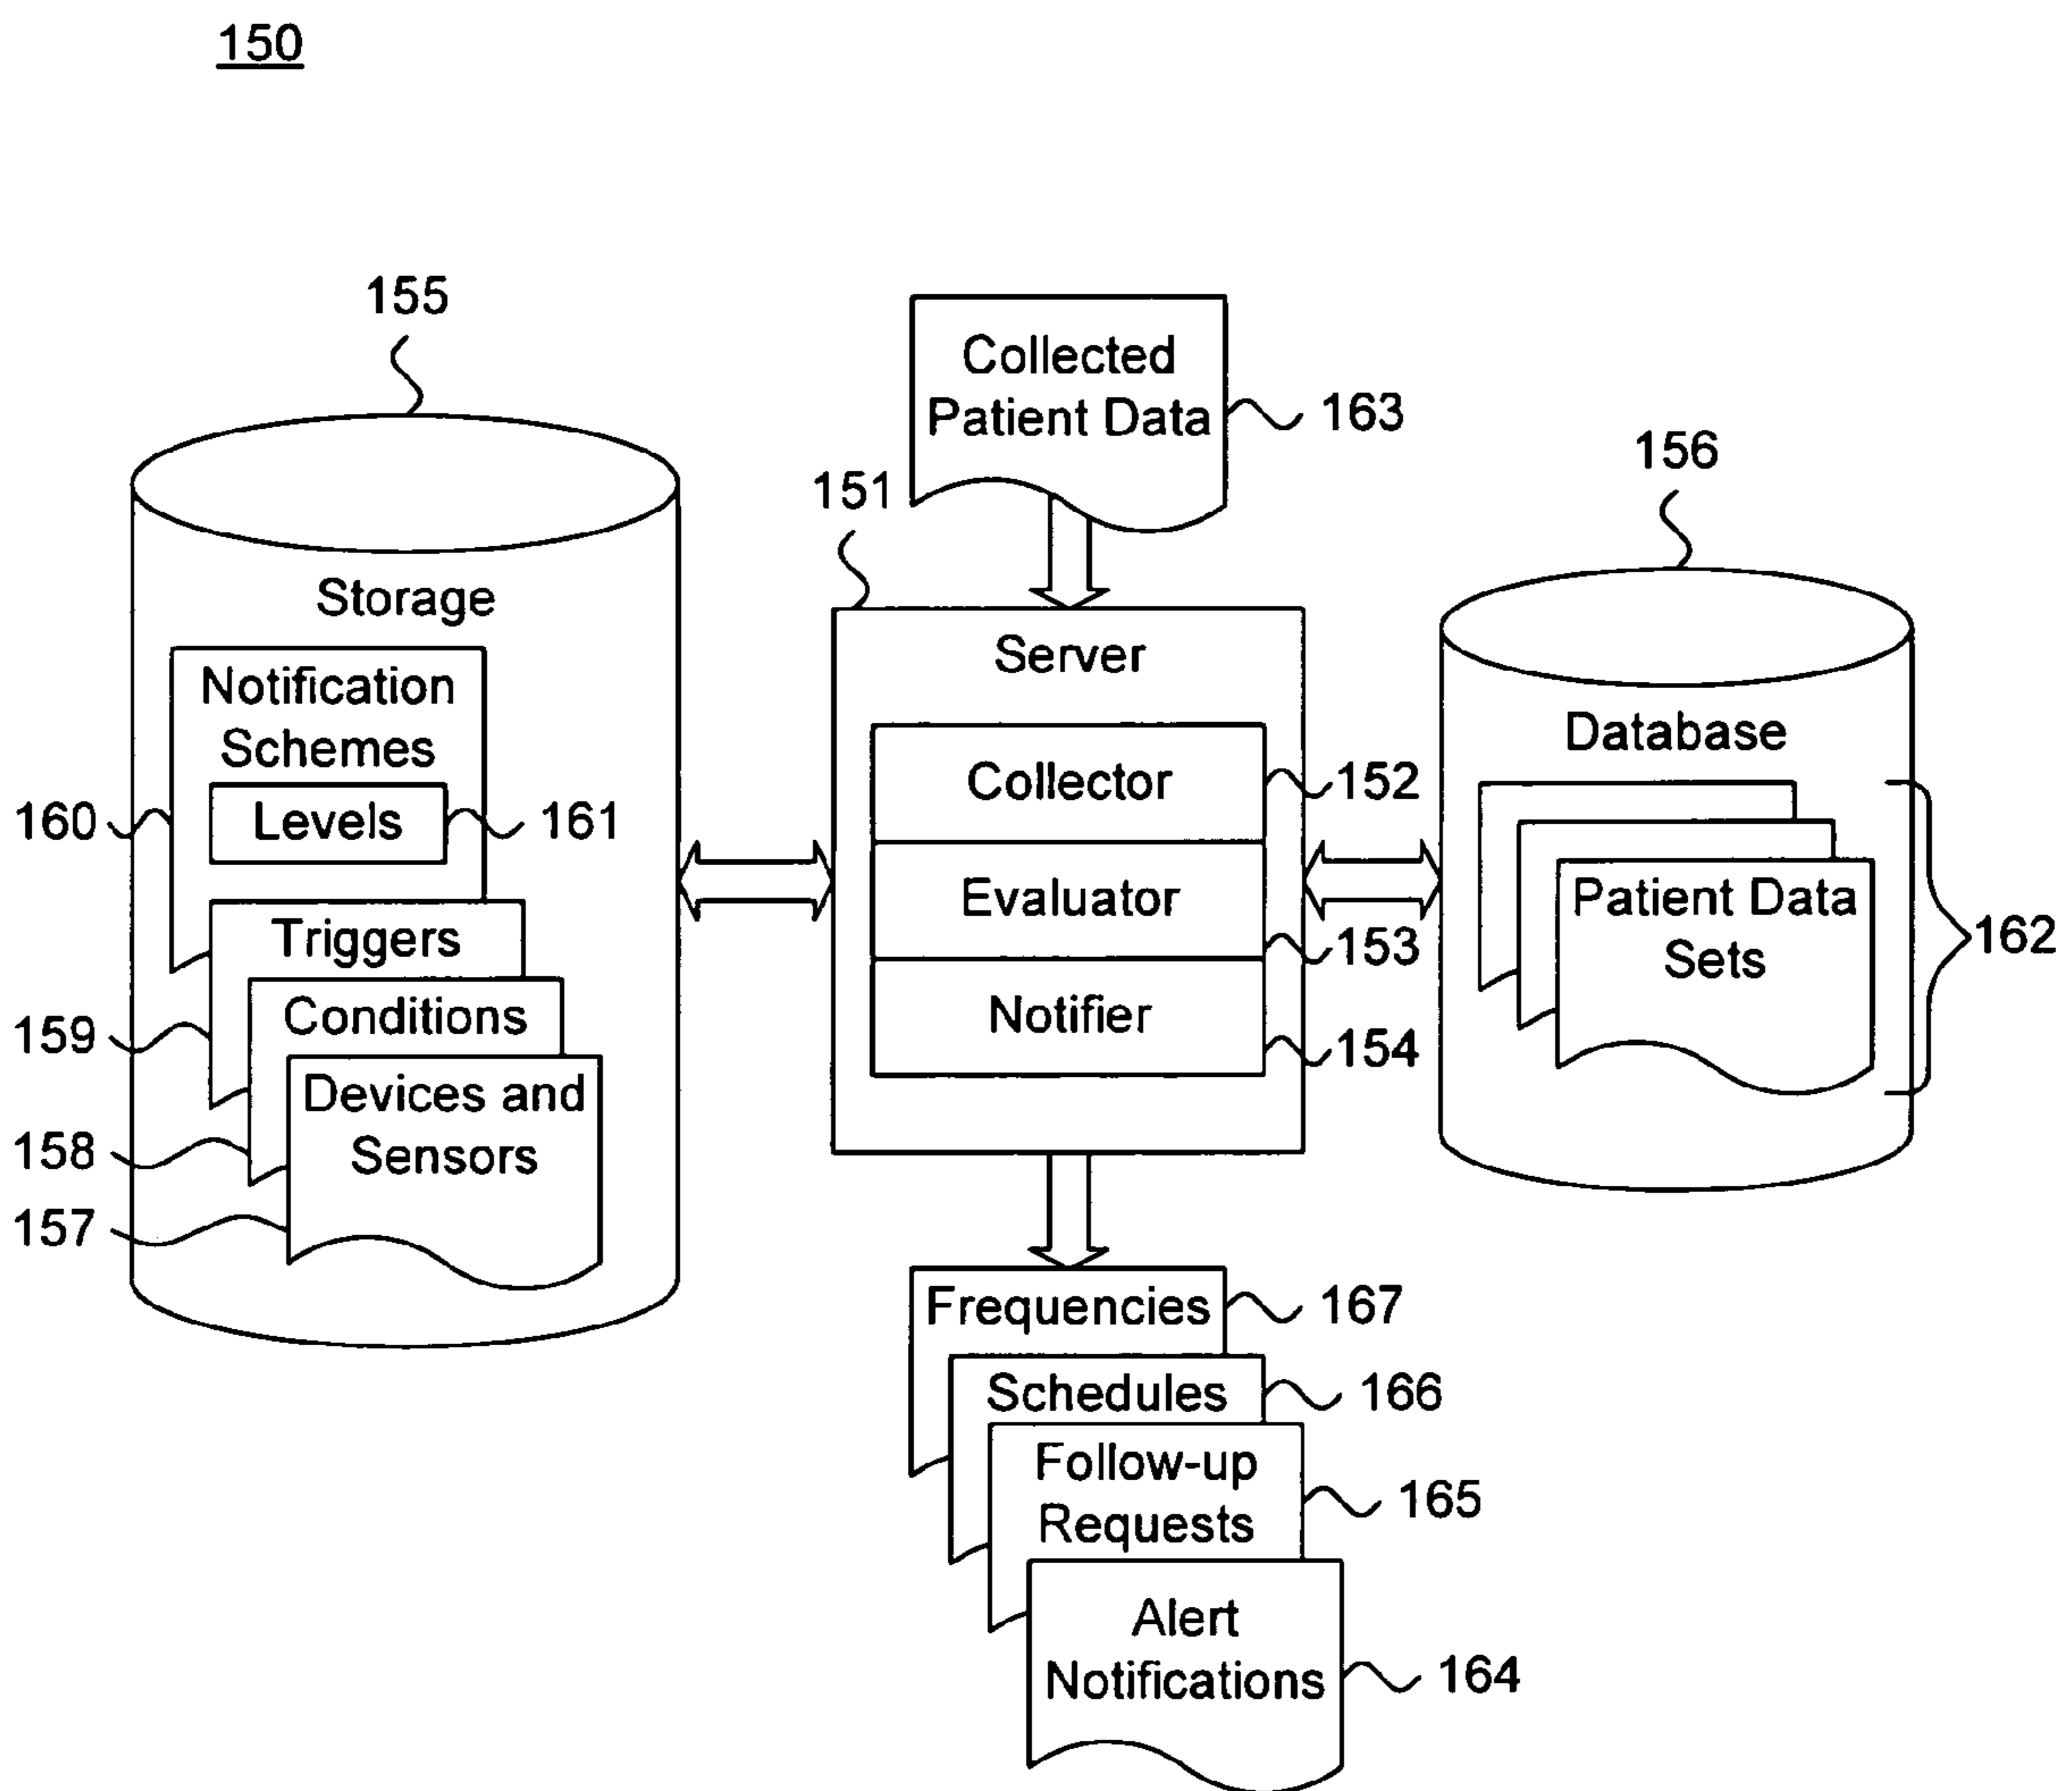 150
155
Collected
Patient Data
163
156
151
Storage
Server
Notification
Schemes
Database
Levels
160
161
Collector
152
Patient Data
Sets
162
Evaluator
153
Triggers
Notifier
154
Conditions
159
Devices and
Sensors
158
157
Frequencies
167
Schedules
166
Follow-up
Requests
165
Alert
Notifications
164